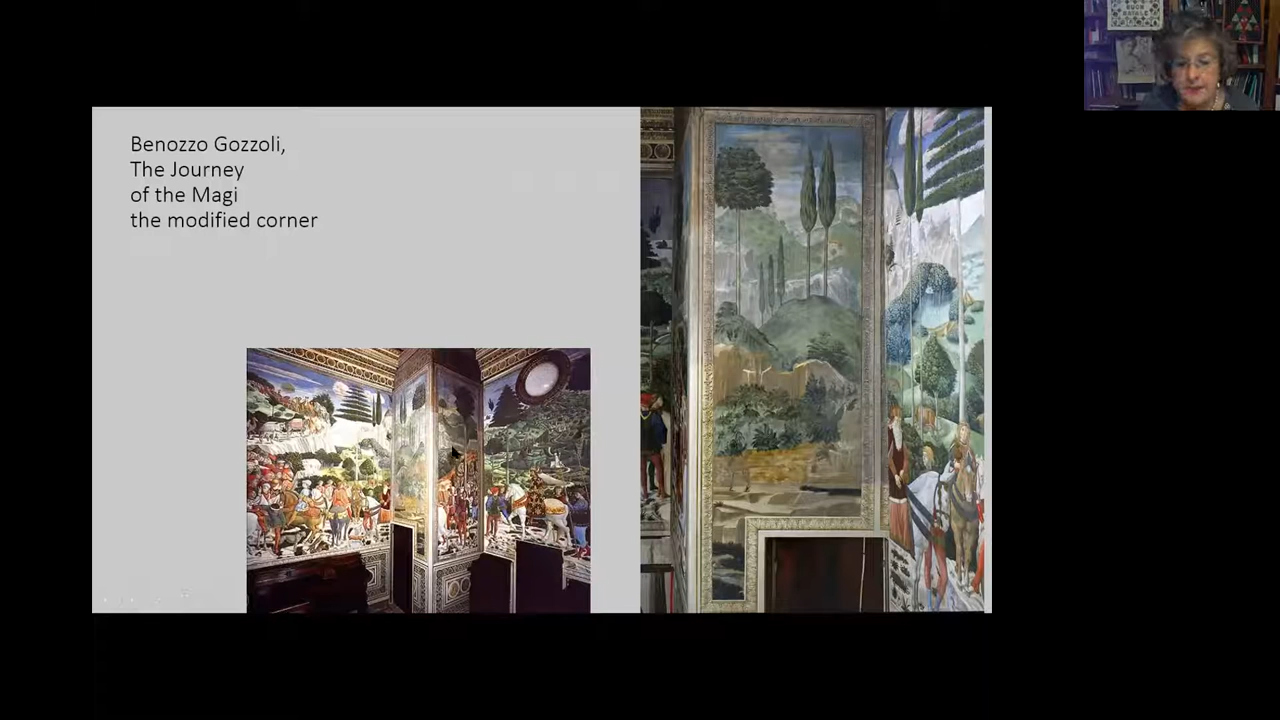 Benozzo Gozzoli,
The Journey
of the Magi
the modified corner